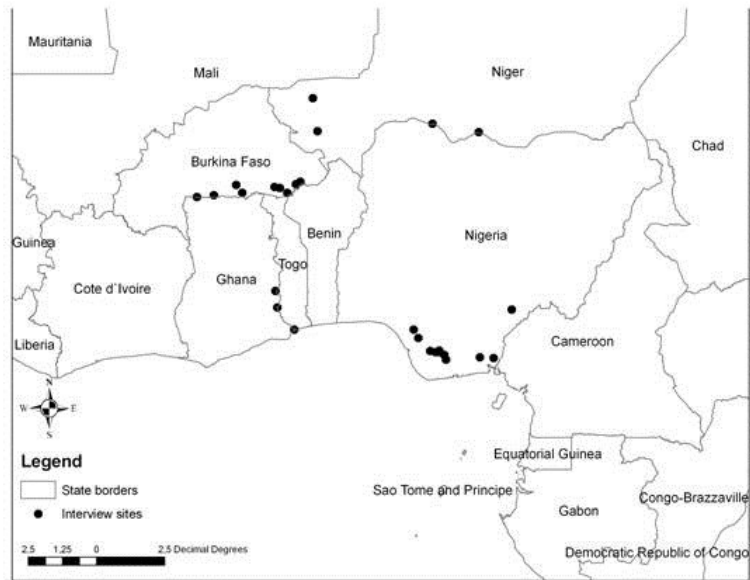 Mauritania
Mali
Niger
Chad
Burkina Faso
Guinea
Benin
Nigeria
Togo
Ghana
Cote d`Ivoire
Liberia
Cameroon
N
W E
S
Legend
State borders
Interview sites
2.5 1.25 0 2.5 Decimal Degrees
Equatorial Guinea
Sao Tome and Principe
Gabon
Congo-Brazzaville
Democratic Republic of Congo